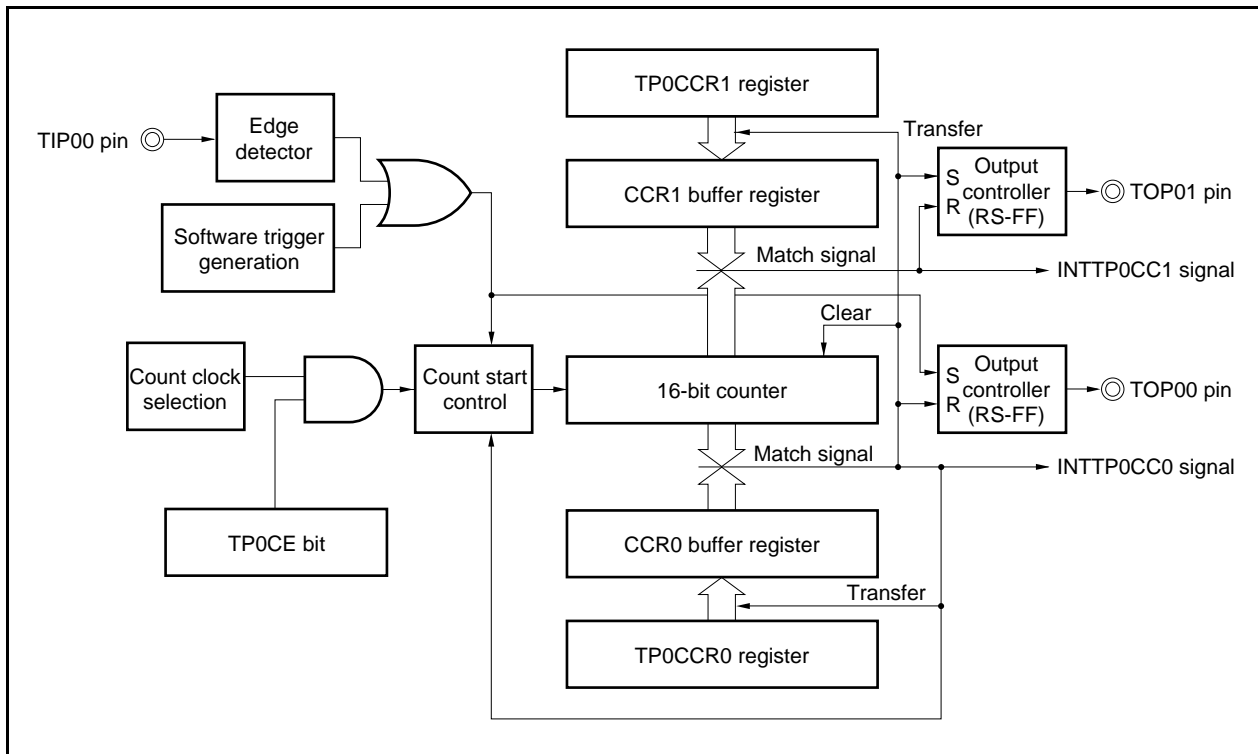 TP0CCR1 register
TIP00 pin
Edge
detector
Transfer
CCR1 buffer register
S
R
Output
controller
(RS-FF)
TOP01 pin
Software trigger
generation
Match signal
INTTP0CC1 signal
Clear
Count clock
selection
Count start
control
16-bit counter
S
R
Output
controller
(RS-FF)
TOP00 pin
Match signal
INTTP0CC0 signal
TP0CE bit
CCR0 buffer register
Transfer
TP0CCR0 register